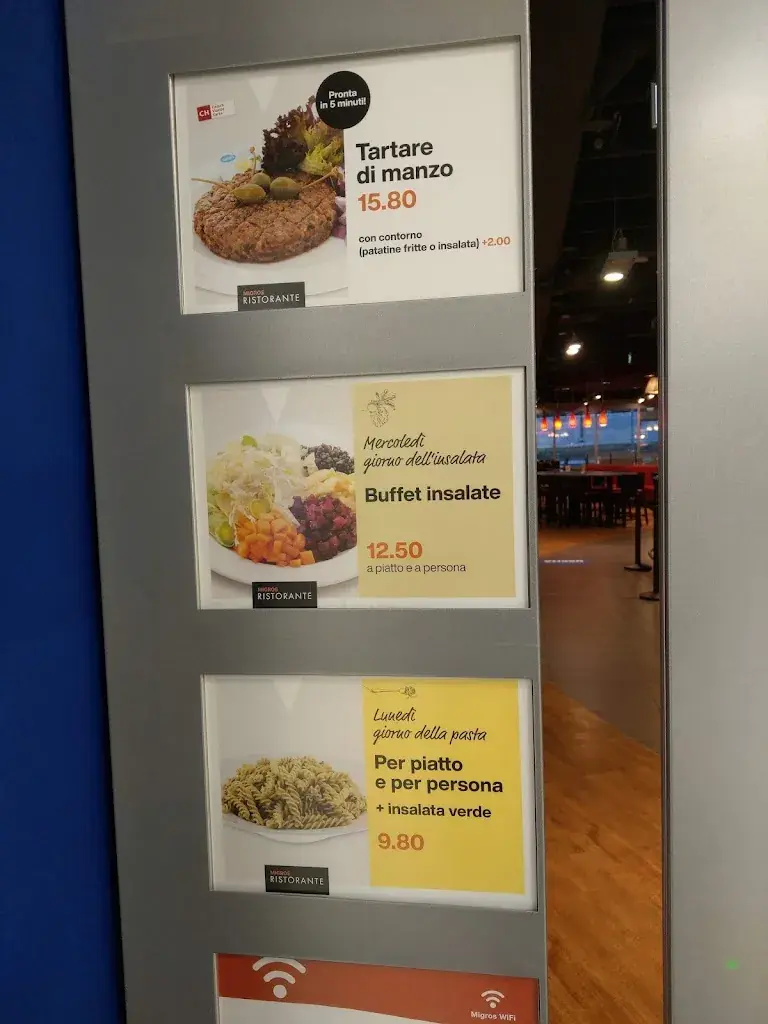 Pronta
in 5 minuti!
CH
Tartare
di manzo
15.80
con contorno
(patatine fritte o insalata) +2.00
MIGROS
RISTORANTE
Mercoledì
giorno dell'insalata
Buffet insalate
12.50
a piatto e a persona
MIGROS
RISTORANTE
Lunedì
giorno della pasta
Per piatto
e per persona
+ insalata verde
9.80
MIGROS
RISTORANTE
Migros WiFi